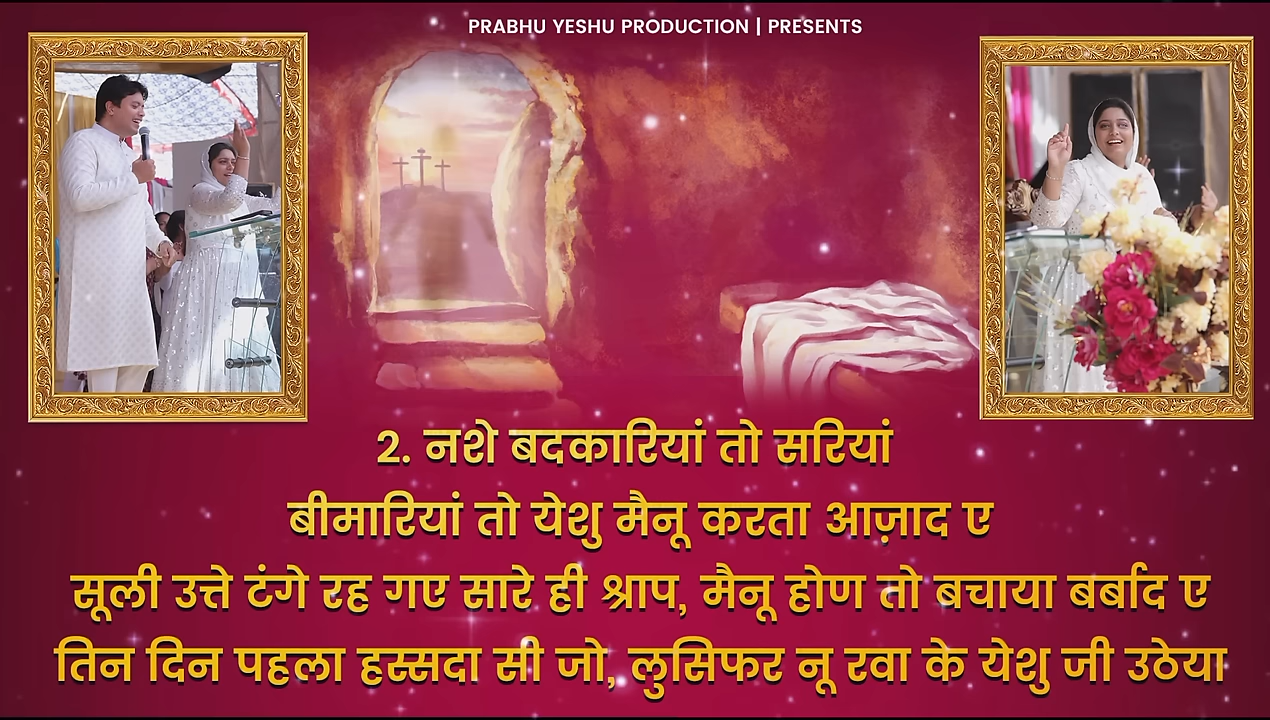 PRABHU YESHU PRODUCTION | PRESENTS
2. नशे बदकारियां तो सरियां
बीमारियां तो येशु मैनू करता आज़ाद ए
सूली उत्ते टंगे रह गए सारे ही श्राप, मैनू होण तो बचाया बर्बाद ए
तिन दिन पहला हस्सदा सी जो, लुसिफर नू रवा के येशु जी उठेया